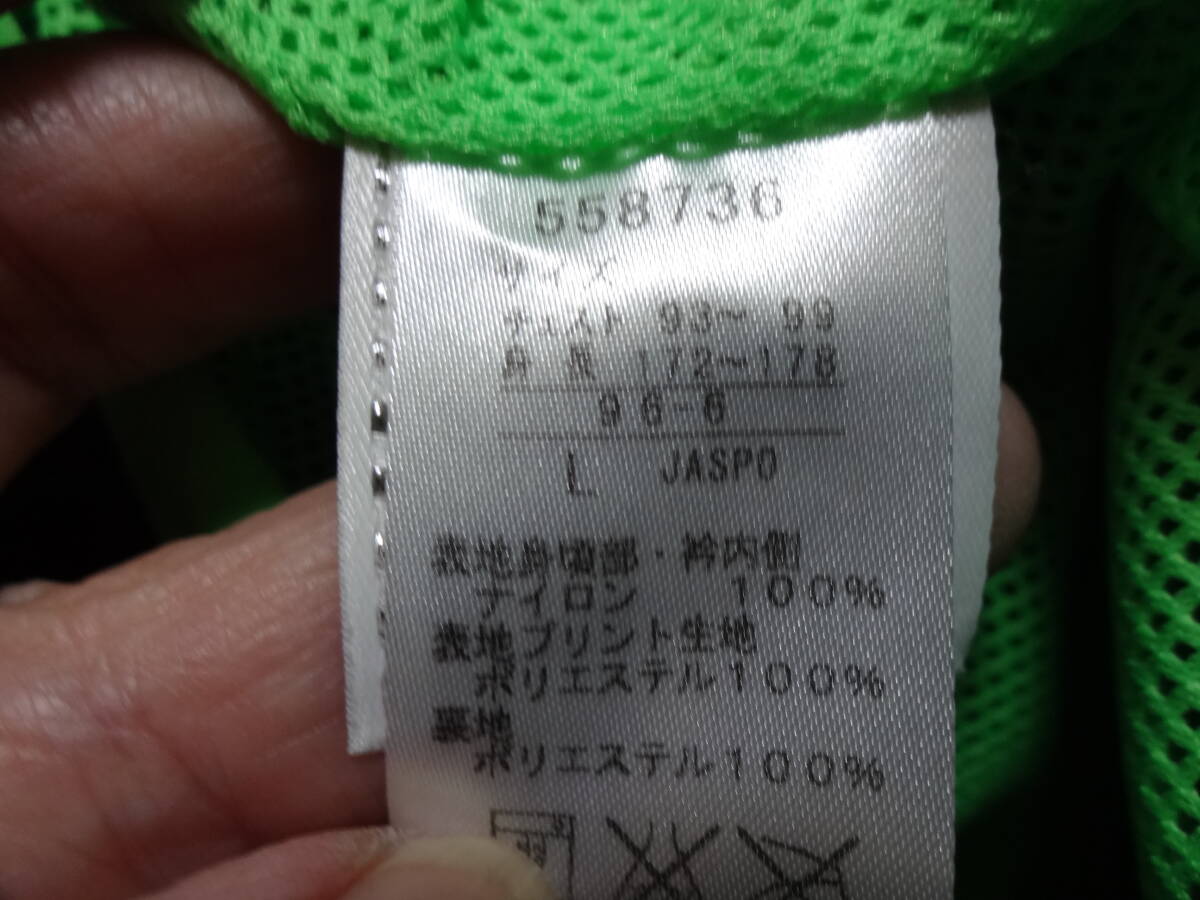 558736
サイズ
チェスト 93～ 99
身 長 172～178
96-6
L JASPO
表地身頃部・衿内側
ナイロン 100%
表地プリント生地
ポリエステル100%
裏地
ポリエステル100%